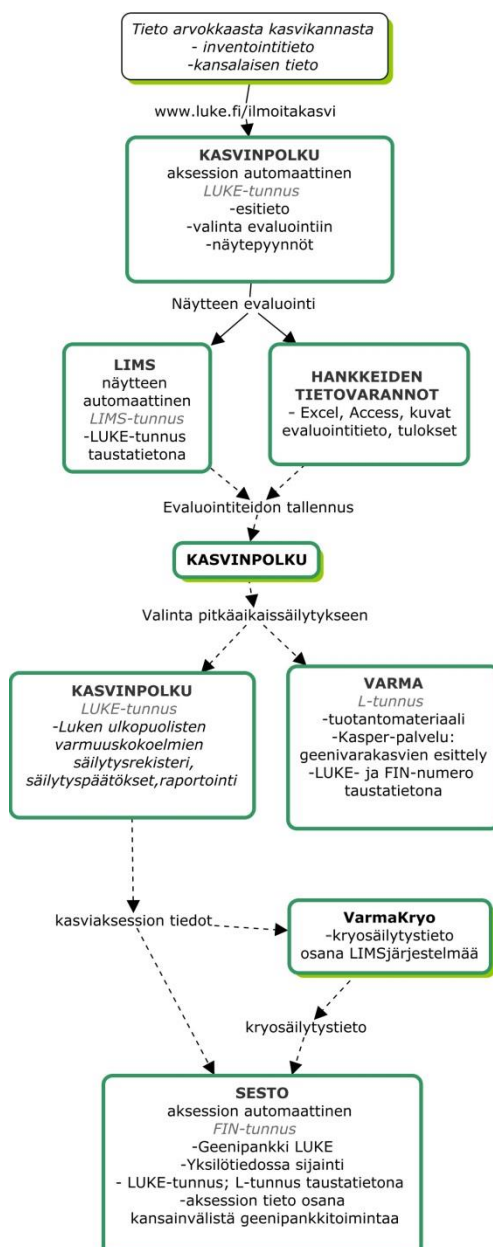 Tieto arvokkaasta kasvikannasta
- inventointitieto
-kansalaisen tieto
www.luke.fi/ilmoitakasvi
KASVINPOLKU
aksession automaattinen
LUKE-tunnus
-esitieto
-valinta evaluointiin
-näytepyynnöt
Näytteen evaluointi
LIMS
näytteen
automaattinen
LIMS-tunnus
-LUKE-tunnus
taustatietona
HANKKEIDEN
TIETOVARANNOT
- Excel, Access, kuvat
evaluointitieto, tulokset
Evaluointiteidon tallennus
KASVINPOLKU
Valinta pitkäaikaissäilytykseen
KASVINPOLKU
LUKE-tunnus
-Luken ulkopuolisten
varmuuskokoelmien
säilytysrekisteri,
säilytyspäätökset,raportointi
VARMA
L-tunnus
-tuotantomateriaali
-Kasper-palvelu:
geenivarakasvien esittely
-LUKE- ja FIN-numero
taustatietona
kasviaksession tiedot
VarmaKryo
-kryosäilytystieto
osana LIMSjärjestelmää
kryosäilytystieto
SESTO
aksession automaattinen
FIN-tunnus
-Geenipankki LUKE
-Yksilötiedossa sijainti
- LUKE-tunnus; L-tunnus taustatietona
-aksession tieto osana
kansainvälistä geenipankkitoimintaa